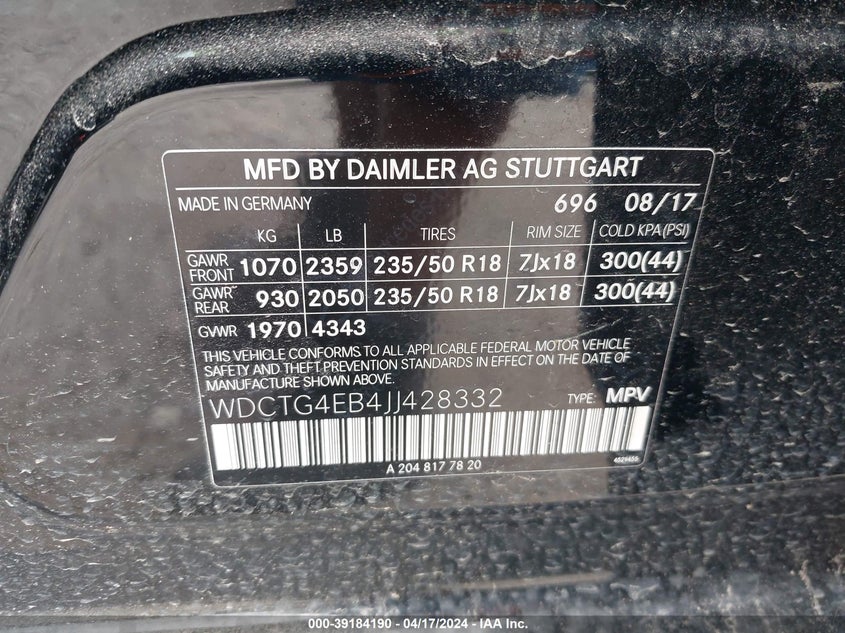 MFD BY DAIMLER AG STUTTGART
MADE IN GERMANY 696 08/17
KG LB TIRES RIM SIZE COLD KPA(PSI)
GAWR FRONT 1070 2359 235/50 R18 7Jx18 300(44)
GAWR REAR 930 2050 235/50 R18 7Jx18 300(44)
GVWR 1970 4343
THIS VEHICLE CONFORMS TO ALL APPLICABLE FEDERAL MOTOR VEHICLE
SAFETY AND THEFT PREVENTION STANDARDS IN EFFECT ON THE DATE OF
MANUFACTURE SHOWN ABOVE.
WDCTG4EB4JJ428332 TYPE: MPV
A 204 817 78 20
000-39184190 - 04/17/2024 - IAA Inc.